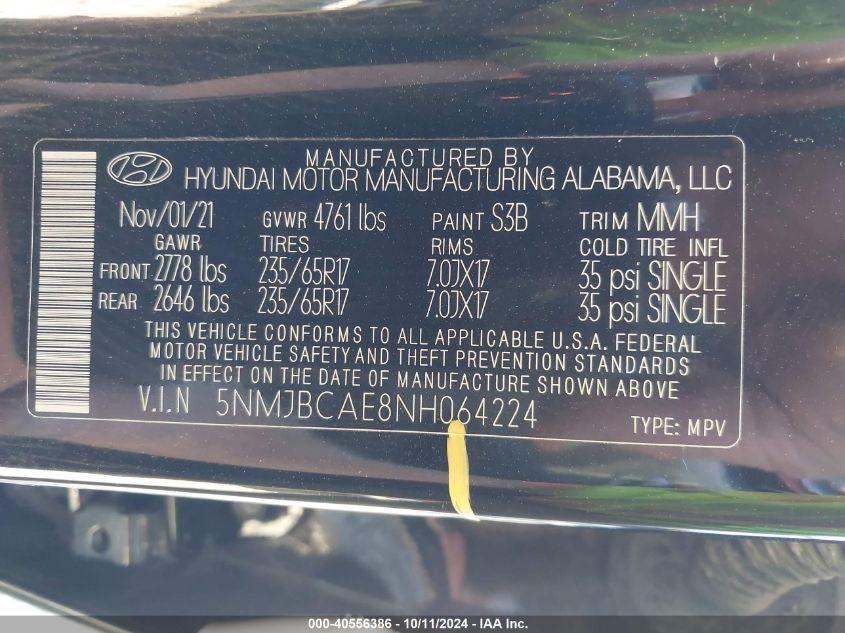 MANUFACTURED BY
HYUNDAI MOTOR MANUFACTURING ALABAMA, LLC
Nov/01/21 GVWR 4761 lbs PAINT S3B TRIM MMH
GAWR TIRES RIMS COLD TIRE INFL
FRONT 2778 lbs 235/65R17 7.0JX17 35 psi SINGLE
REAR 2646 lbs 235/65R17 7.0JX17 35 psi SINGLE
THIS VEHICLE CONFORMS TO ALL APPLICABLE U.S.A. FEDERAL
MOTOR VEHICLE SAFETY AND THEFT PREVENTION STANDARDS
IN EFFECT ON THE DATE OF MANUFACTURE SHOWN ABOVE.
V.I.N 5NMJBCAE8NH064224
TYPE: MPV
000-40556386 - 10/11/2024 - IAA Inc.